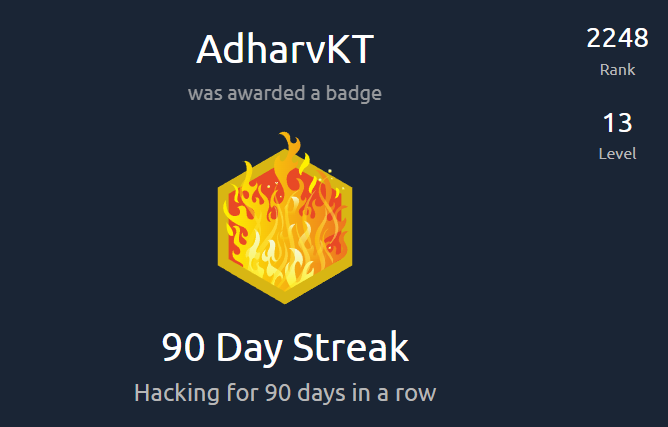 AdharvKT
was awarded a badge
90 Day Streak
Hacking for 90 days in a row
2248
Rank
13
Level